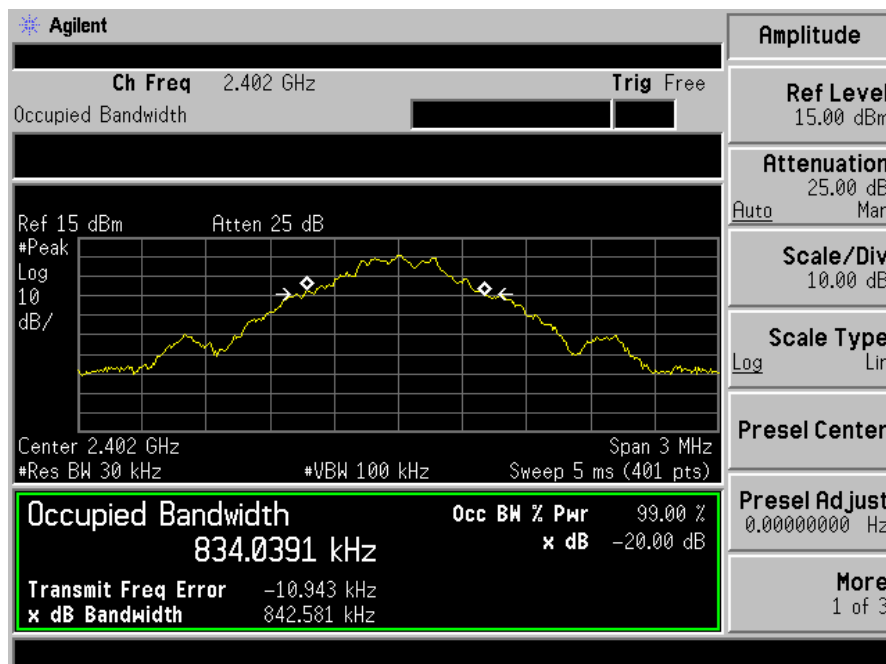 Agilent
Ch Freq 2.402 GHz Trig Free
Occupied Bandwidth
Ref 15 dBm Atten 25 dB
#Peak
Log
10
dB/
Center 2.402 GHz Span 3 MHz
#Res BW 30 kHz #VBW 100 kHz Sweep 5 ms (401 pts)
Occupied Bandwidth
834.0391 kHz
Occ BW % Pwr 99.00 %
x dB -20.00 dB
Transmit Freq Error -10.943 kHz
x dB Bandwidth 842.581 kHz
Amplitude
Ref Level
15.00 dBm
Attenuation
25.00 dB
Auto Man
Scale/Div
10.00 dB
Scale Type
Log Lin
Presel Center
Presel Adjust
0.00000000 Hz
More
1 of 3